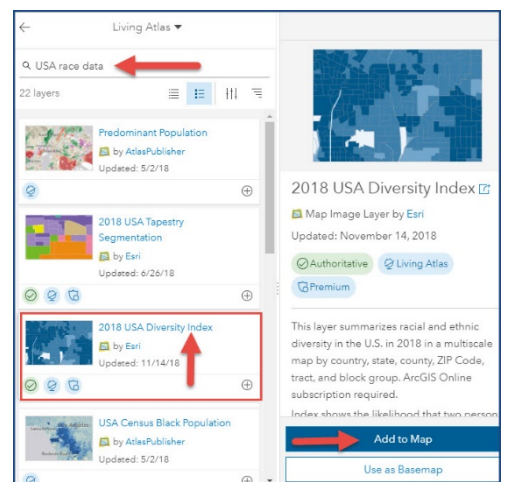 Living Atlas
USA race data
22 layers
Predominant Population
by AtlasPublisher
Updated: 5/2/18
2018 USA Tapestry
Segmentation
by Esri
Updated: 6/26/18
2018 USA Diversity Index
by Esri
Updated: 11/14/18
USA Census Black Population
by AtlasPublisher
Updated: 5/2/18
2018 USA Diversity Index
Map Image Layer by Esri
Updated: November 14, 2018
Authoritative Living Atlas
Premium
This layer summarizes racial and ethnic
diversity in the U.S. in 2018 in a multiscale
map by country, state, county, ZIP Code,
tract, and block group. ArcGIS Online
subscription required.
Index shows the likelihood that two person
Add to Map
Use as Basemap